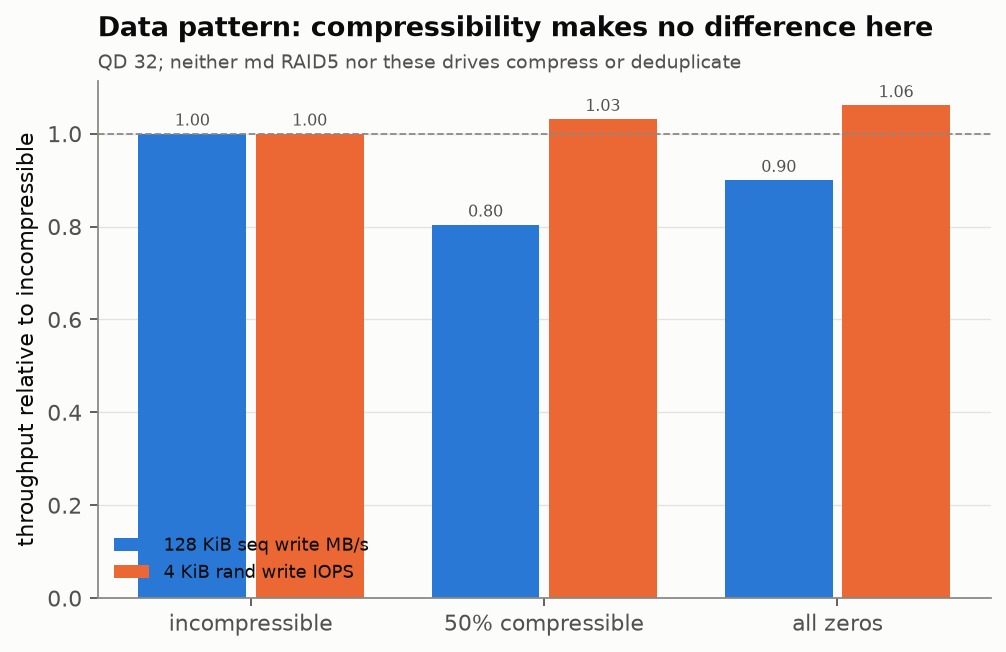 Data pattern: compressibility makes no difference here
QD 32; neither md RAID5 nor these drives compress or deduplicate
throughput relative to incompressible
1.0
0.8
0.6
0.4
0.2
0.0
1.00
1.00
0.80
1.03
0.90
1.06
128 KiB seq write MB/s
4 KiB rand write IOPS
incompressible
50% compressible
all zeros